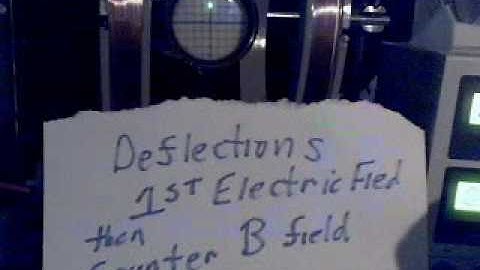 Deflections
1ST Electric Fied
then
Counter B field